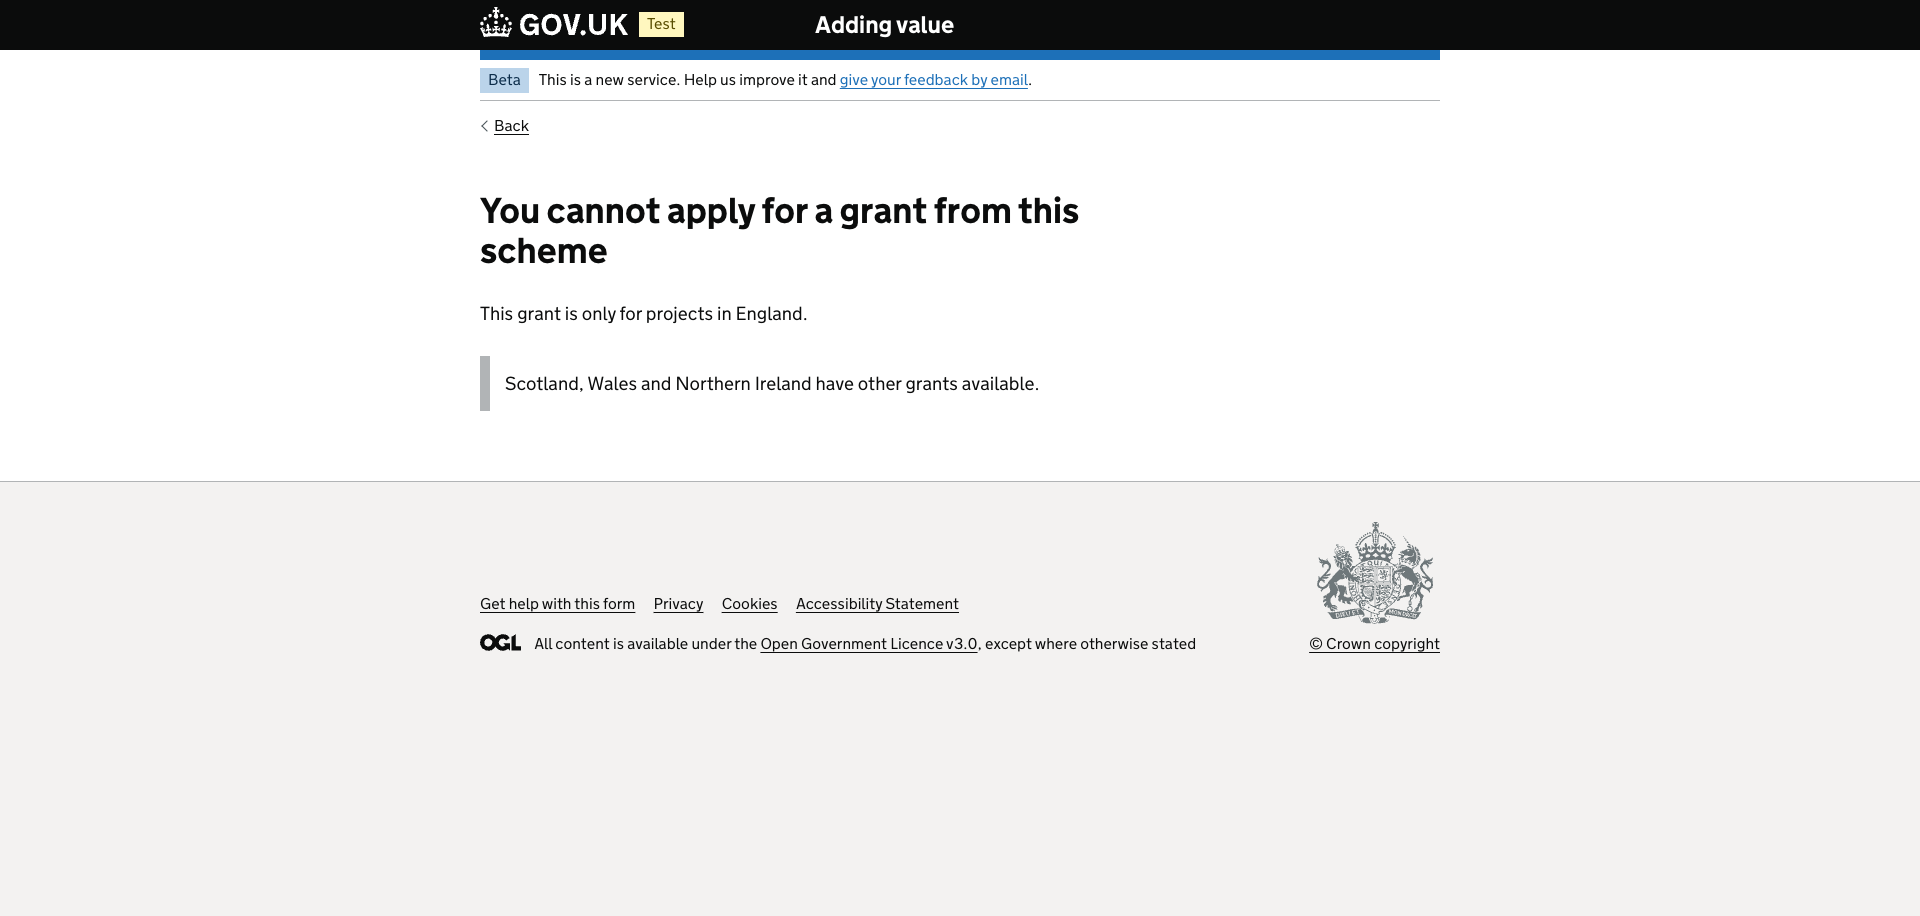 GOV.UK Test Adding value
Beta This is a new service. Help us improve it and give your feedback by email.
Back
You cannot apply for a grant from this
scheme
This grant is only for projects in England.
Scotland, Wales and Northern Ireland have other grants available.
Get help with this form Privacy Cookies Accessibility Statement
OGL All content is available under the Open Government Licence v3.0, except where otherwise stated
© Crown copyright